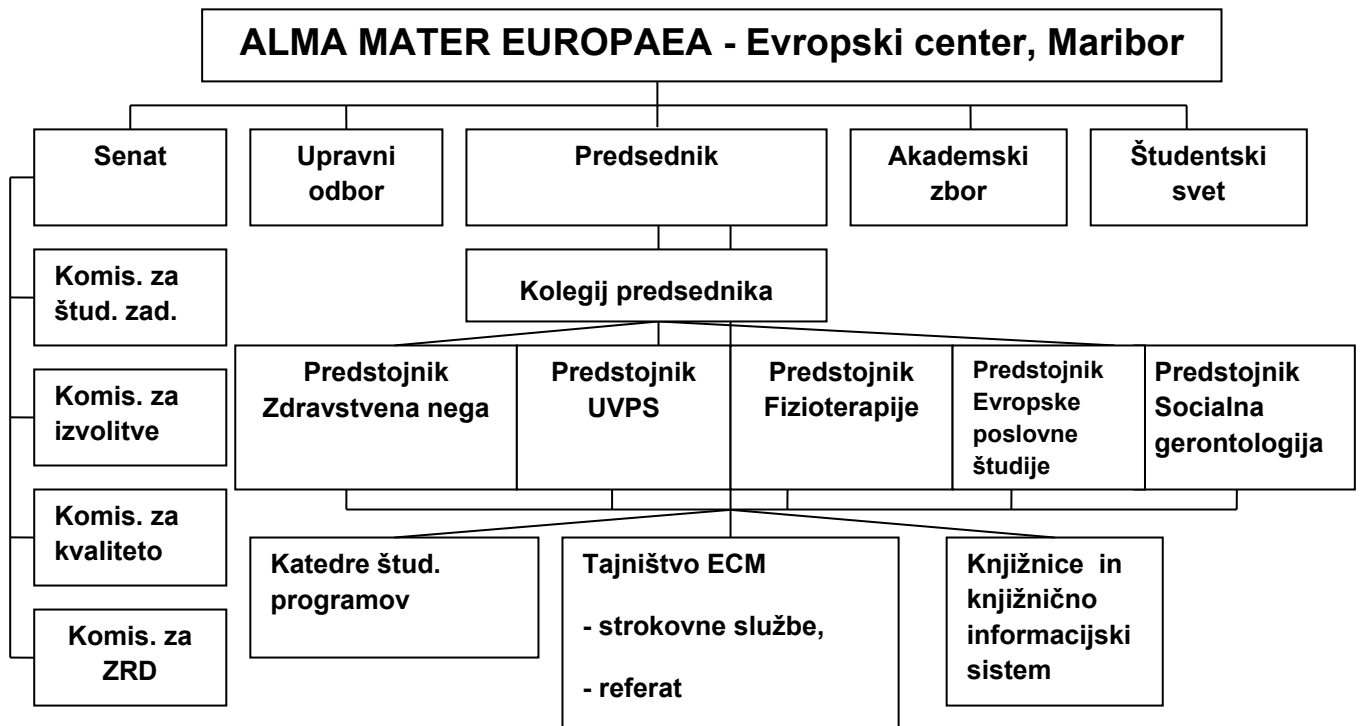 ALMA MATER EUROPAEA - Evropski center, Maribor
Senat
Upravni
odbor
Predsednik
Akademski
zbor
Študentski
svet
Komis. za
štud. zad.
Kolegij predsednika
Predstojnik
Zdravstvena nega
Predstojnik
UVPS
Predstojnik
Fizioterapije
Predstojnik
Evropske
poslovne
študije
Predstojnik
Socialna
gerontologija
Komis. za
izvolitve
Komis. za
kvaliteto
Katedre štud.
programov
Tajništvo ECM
- strokovne službe,
- referat
Knjižnice in
knjižnično
informacijski
sistem
Komis. za
ZRD